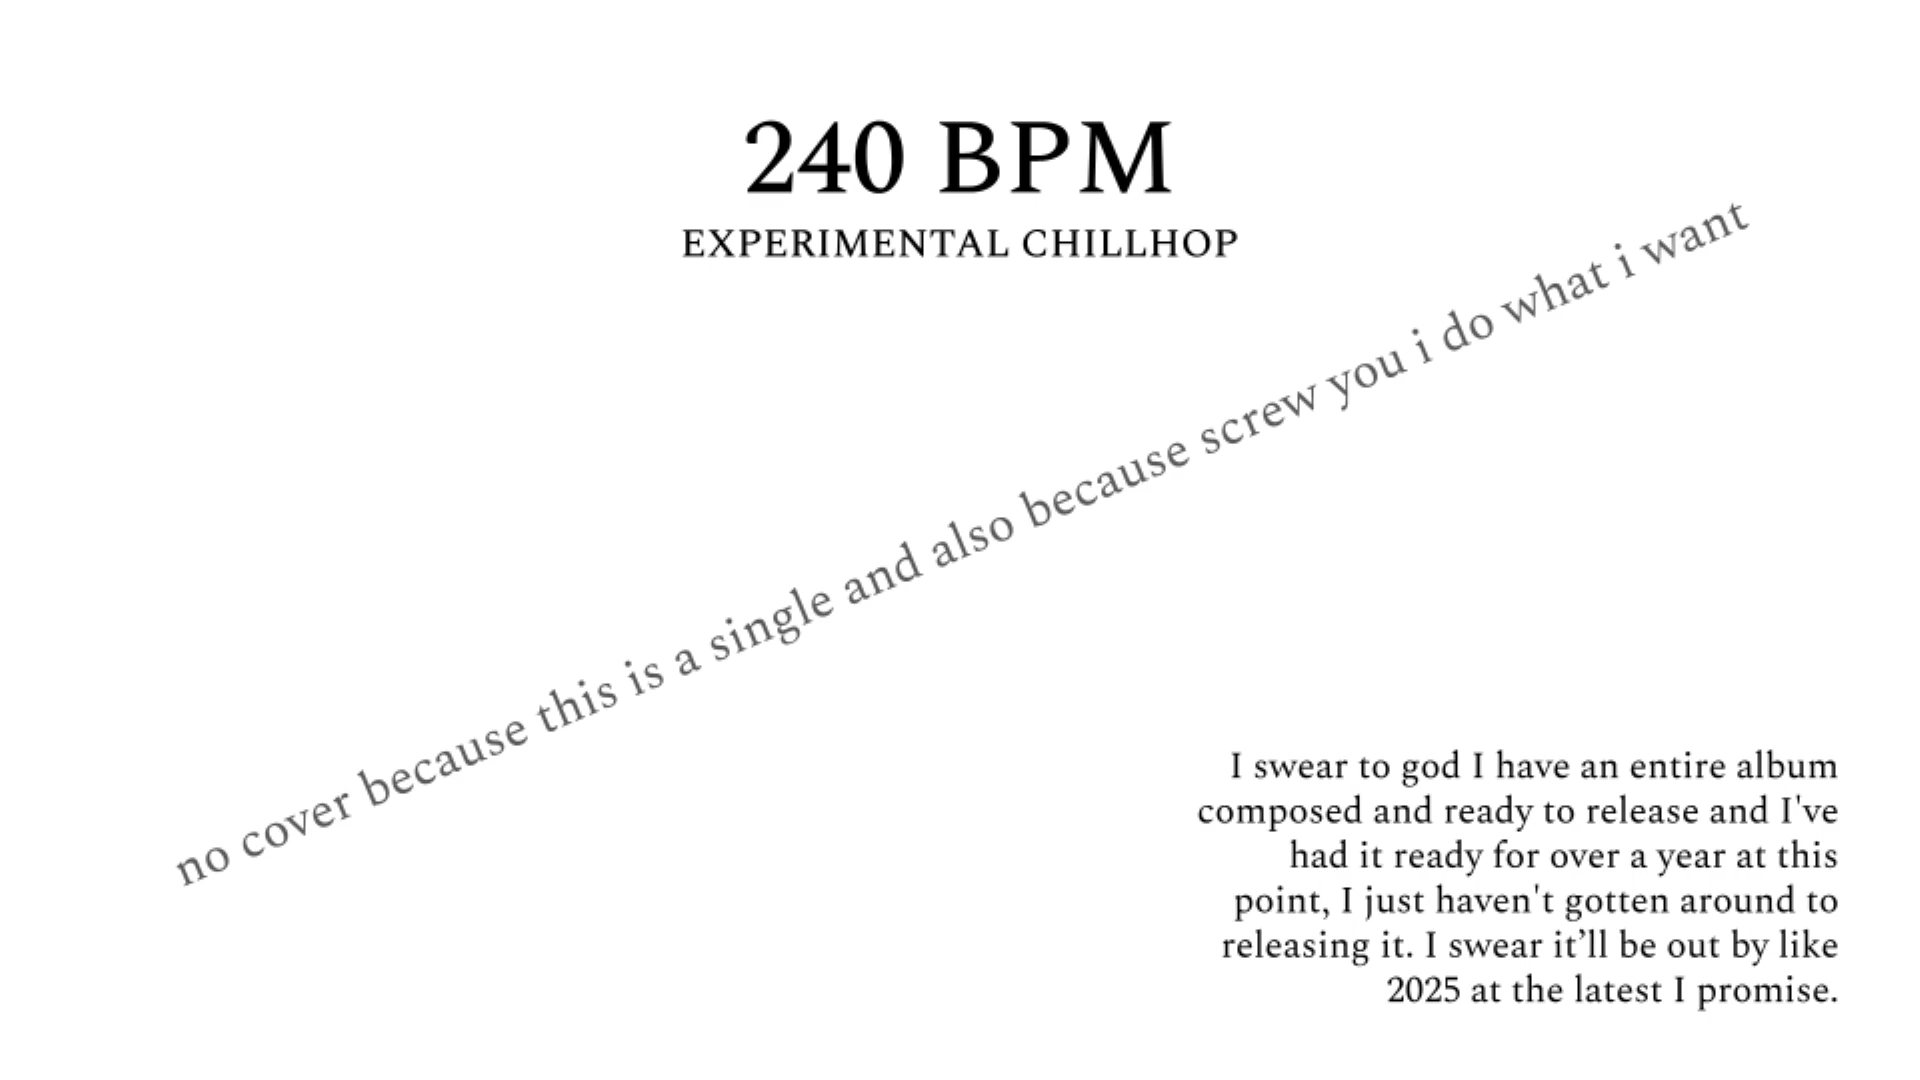 240 BPM
EXPERIMENTAL CHILLHOP
no cover because this is a single and also because screw you i do what i want
I swear to god I have an entire album
composed and ready to release and I've
had it ready for over a year at this
point, I just haven't gotten around to
releasing it. I swear it’ll be out by like
2025 at the latest I promise.